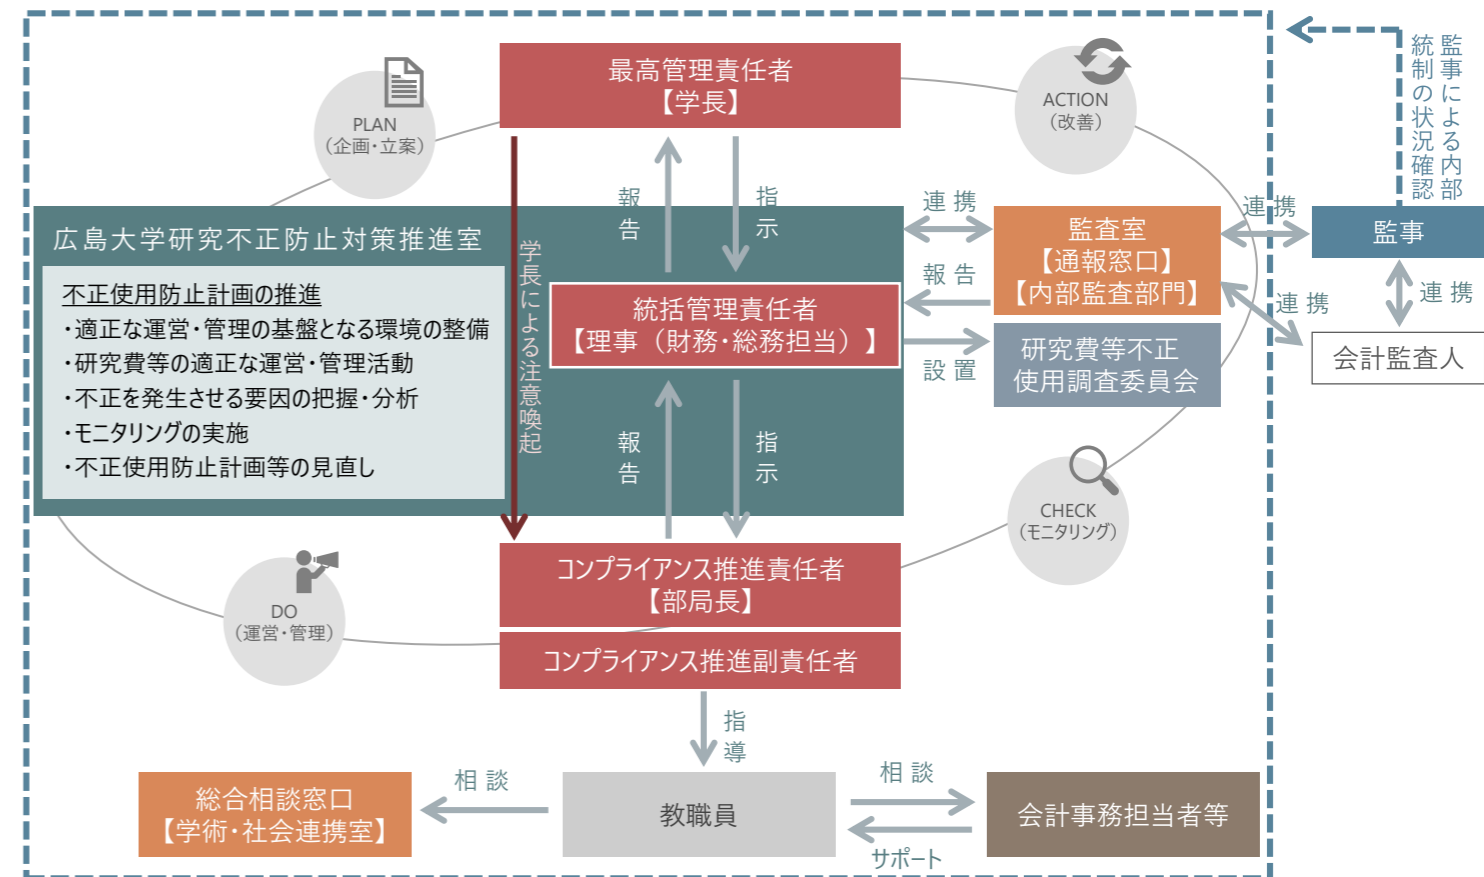 最高管理責任者
【学長】
PLAN
（企画・立案）
ACTION
（改善）
監事による内部
統制の状況確認
報告
指示
連携
連携
広島大学研究不正防止対策推進室
学長による注意喚起
監査室
【通報窓口】
【内部監査部門】
監事
不正使用防止計画の推進
・適正な運営・管理の基盤となる環境の整備
・研究費等の適正な運営・管理活動
・不正を発生させる要因の把握・分析
・モニタリングの実施
・不正使用防止計画等の見直し
統括管理責任者
【理事（財務・総務担当）】
報告
設置
連携
連携
研究費等不正
使用調査委員会
会計監査人
報告
指示
CHECK
（モニタリング）
コンプライアンス推進責任者
【部局長】
コンプライアンス推進副責任者
DO
（運営・管理）
指導
総合相談窓口
【学術・社会連携室】
相談
教職員
相談
サポート
会計事務担当者等